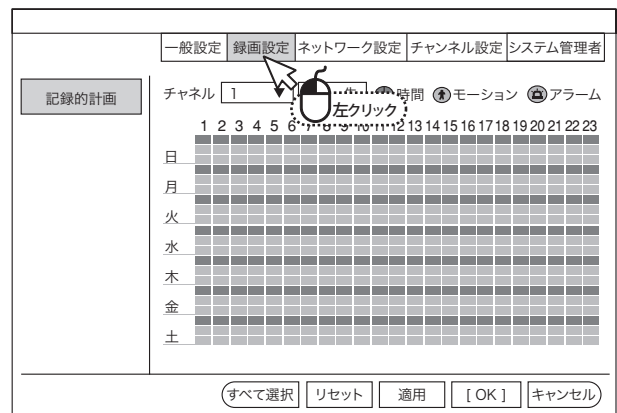 一般設定 録画設定 ネットワーク設定 チャンネル設定 システム管理者
記録的計画
チャネル 1 時間 モーション アラーム
左クリック
1 2 3 4 5 6 7 8 9 10 11 12 13 14 15 16 17 18 19 20 21 22 23
日
月
火
水
木
金
土
すべて選択 リセット 適用 [ OK ] キャンセル